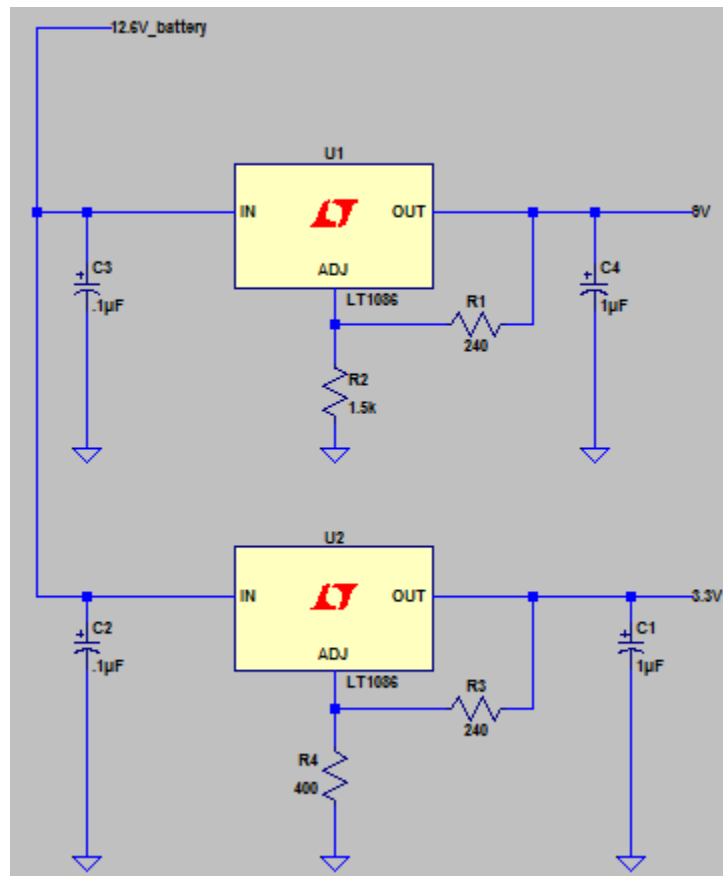 12.6V_battery
U1
IN
OUT
ADJ
LT1086
9V
C3
.1µF
C4
1µF
R1
240
R2
1.5k
U2
IN
OUT
ADJ
LT1086
3.3V
C2
.1µF
C1
1µF
R3
240
R4
400